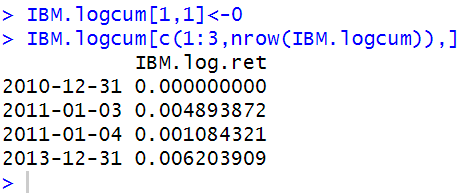 > IBM.logcum[1,1]<-0
> IBM.logcum[c(1:3,nrow(IBM.logcum)),]
IBM.log.ret
2010-12-31 0.000000000
2011-01-03 0.004893872
2011-01-04 0.001084321
2013-12-31 0.006203909
>